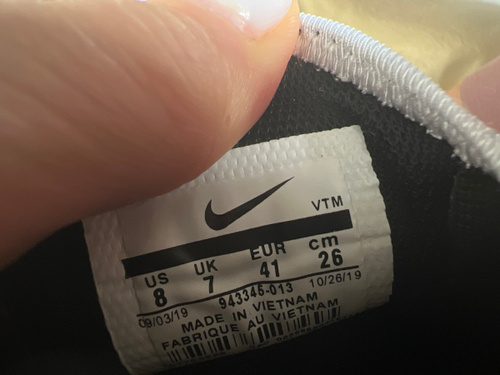 VTM
US UK EUR cm
8 7 41 26
09/03/19 943346-013 10/26/19
MADE IN VIETNAM
FABRIQUE AU VIETNAM